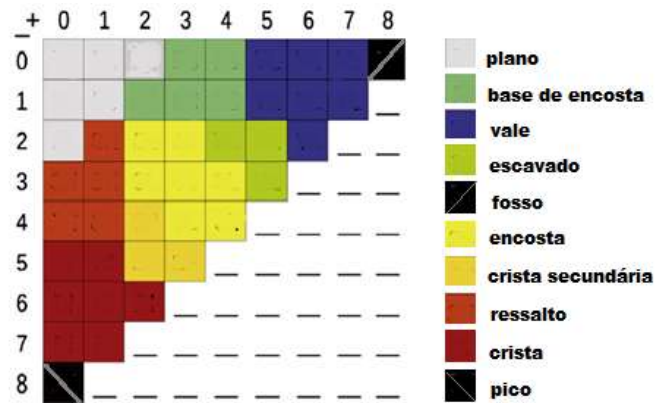 _+ 0 1 2 3 4 5 6 7 8
0
1 _
2 _ _
3 _ _ _
4 _ _ _ _
5 _ _ _ _ _
6 _ _ _ _ _ _
7 _ _ _ _ _ _ _
8 _ _ _ _ _ _ _ _
plano
base de encosta
vale
escavado
fosso
encosta
crista secundária
ressalto
crista
pico